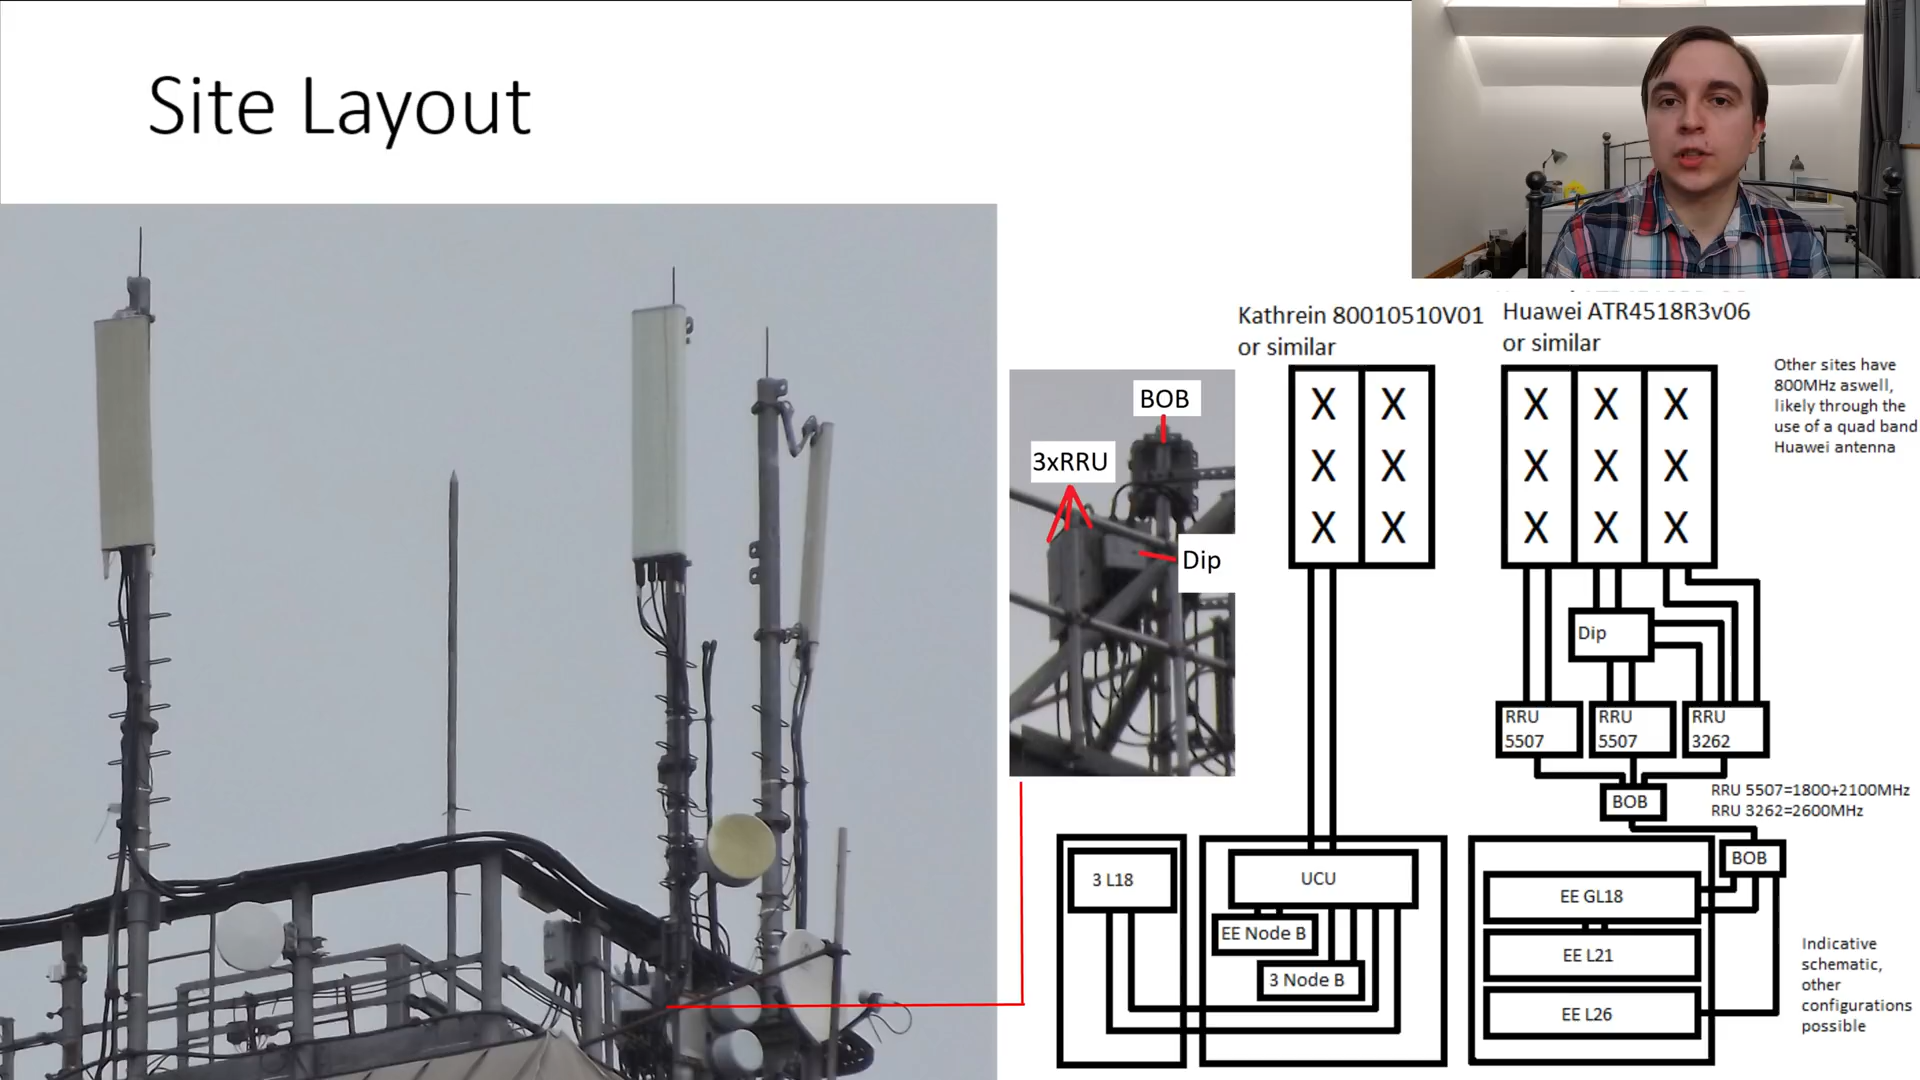 Site Layout
Kathrein 80010510V01
or similar
Huawei ATR4518R3v06
or similar
Other sites have
800MHz aswell,
likely through the
use of a quad band
Huawei antenna
BOB
3xRRU
Dip
X X
X X
X X
X X X
X X X
X X X
Dip
RRU
5507
RRU
5507
RRU
3262
BOB
RRU 5507=1800+2100MHz
RRU 3262=2600MHz
BOB
3 L18
UCU
EE Node B
3 Node B
EE GL18
EE L21
EE L26
Indicative
schematic,
other
configurations
possible